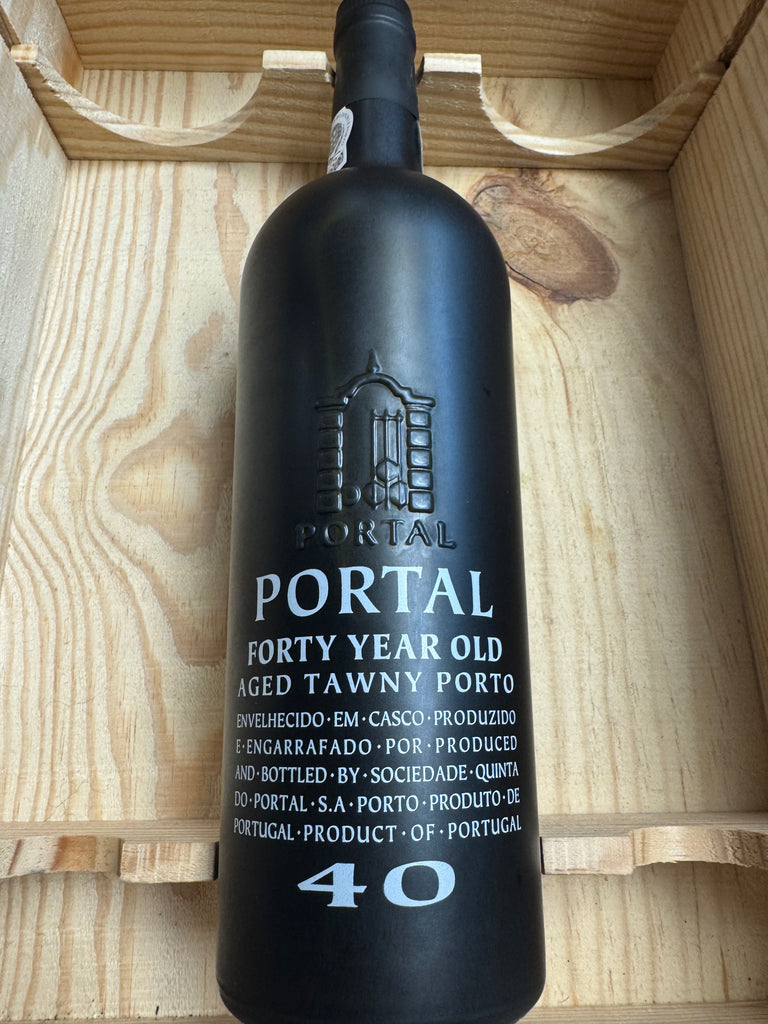 PORTAL
PORTAL
FORTY YEAR OLD
AGED TAWNY PORTO
ENVELHECIDO·EM·CASCO·PRODUZIDO
E·ENGARRAFADO·POR·PRODUCED
AND·BOTTLED·BY·SOCIEDADE·QUINTA
DO·PORTAL·S.A·PORTO·PRODUTO·DE
PORTUGAL·PRODUCT·OF·PORTUGAL
40